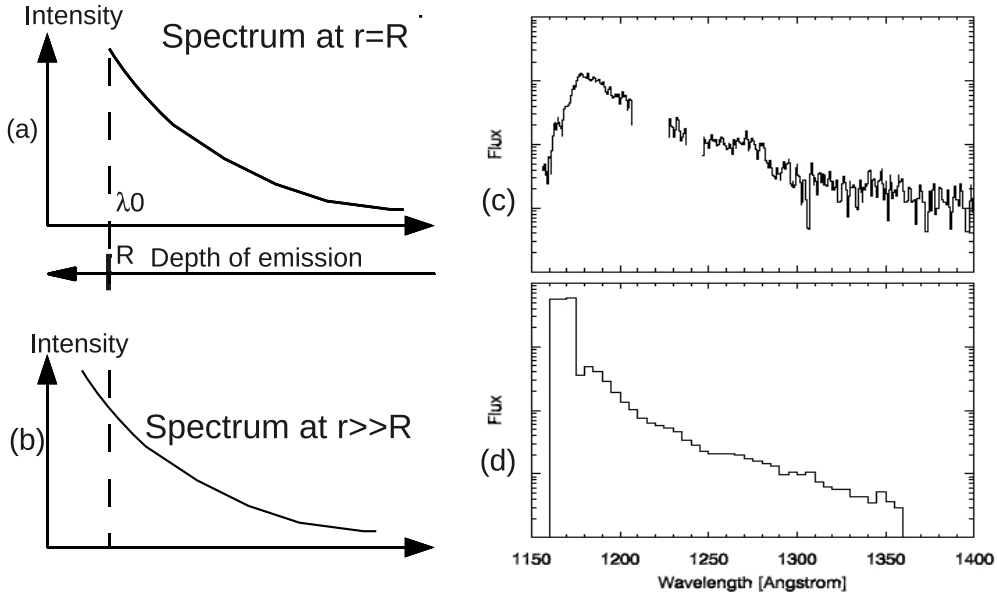 Intensity
Spectrum at r=R
(a)
λ0
R Depth of emission
Intensity
(b)
Spectrum at r>>R
Flux
(c)
Flux
(d)
1150 1200 1250 1300 1350 1400
Wavelength [Angstrom]